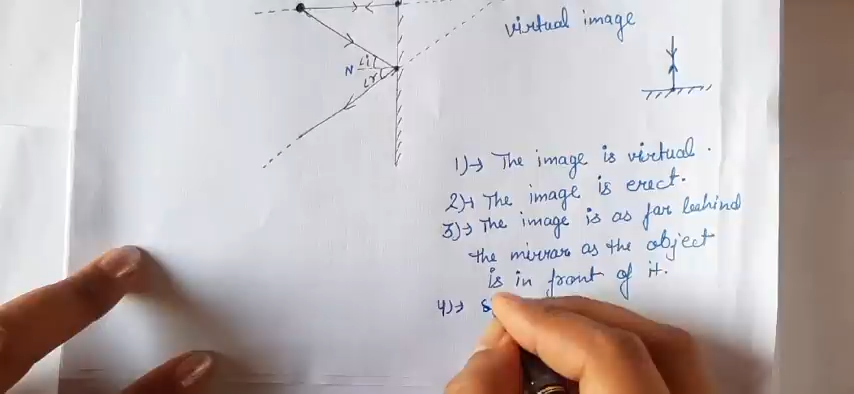 virtual image
N ∠i
∠r
1)→ The image is virtual.
2)→ The image is erect.
3)→ The image is as far behind
the mirror as the object
is in front of it.
4)→ S